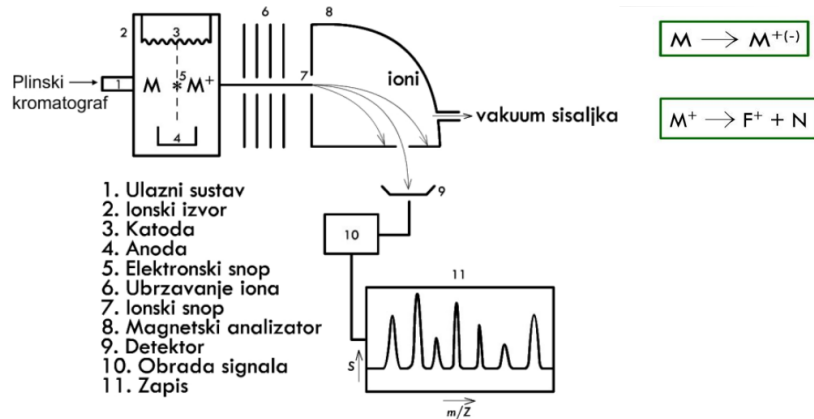 6
8
2
3
M → M⁺⁽⁻⁾
ioni
Plinski
kromatograf
1
M
5
*
M⁺
7
vakuum sisaljka
M⁺ → F⁺ + N
4
1. Ulazni sustav
2. Ionski izvor
3. Katoda
4. Anoda
5. Elektronski snop
6. Ubrzavanje iona
7. Ionski snop
8. Magnetski analizator
9. Detektor
10. Obrada signala
11. Zapis
9
10
11
S
m/Z